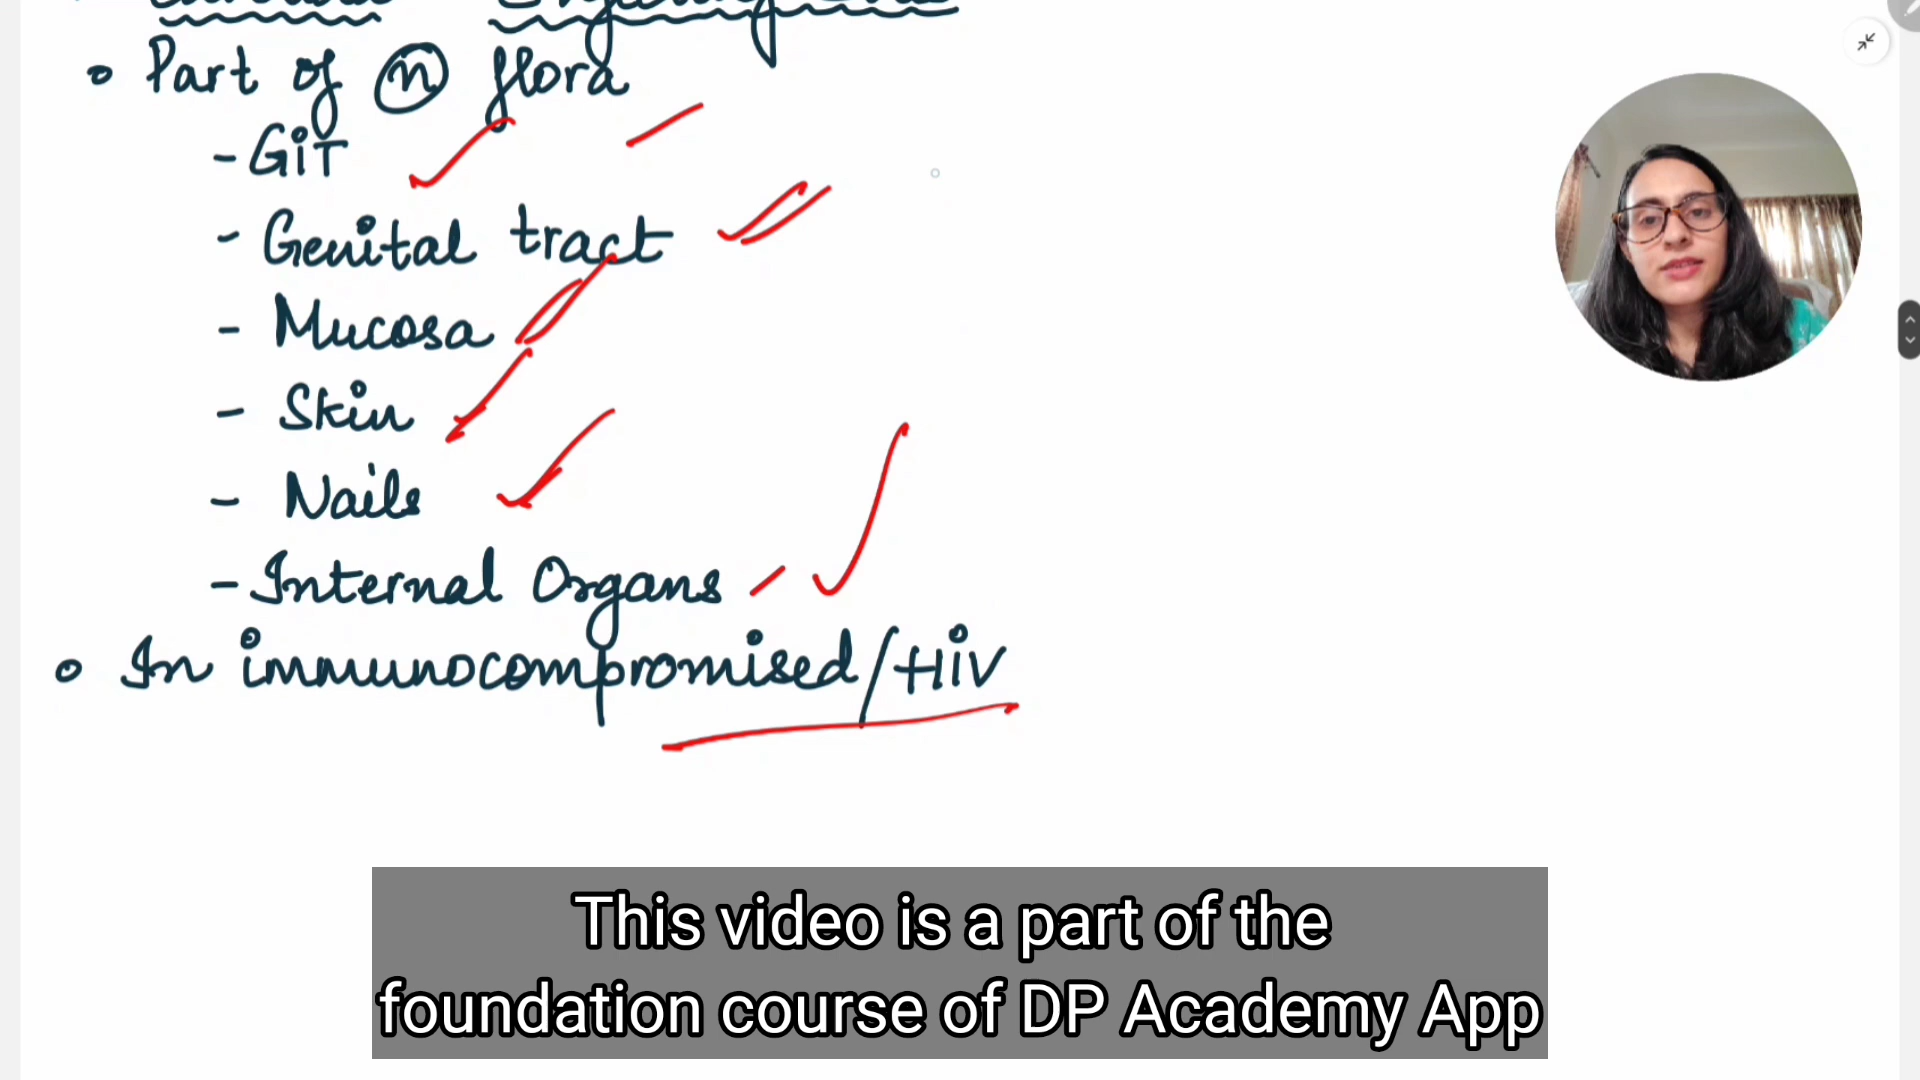 • Part of ⓝ flora
- GIT
- Genital tract
- Mucosa
- Skin
- Nails
- Internal Organs
• In immunocompromised/HIV
This video is a part of the
foundation course of DP Academy App